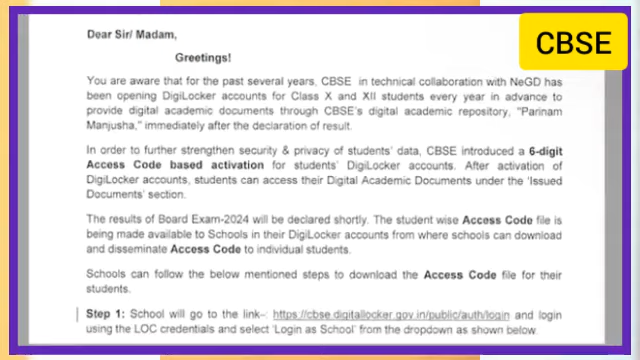 CBSE
Dear Sir/ Madam,
Greetings!
You are aware that for the past several years, CBSE in technical collaboration with NeGD has
been opening DigiLocker accounts for Class X and XII students every year in advance to
provide digital academic documents through CBSE's digital academic repository, "Parinam
Manjusha," immediately after the declaration of result.
In order to further strengthen security & privacy of students' data, CBSE introduced a 6-digit
Access Code based activation for students' DigiLocker accounts. After activation of
DigiLocker accounts, students can access their Digital Academic Documents under the 'Issued
Documents' section.
The results of Board Exam-2024 will be declared shortly. The student wise Access Code file is
being made available to Schools in their DigiLocker accounts from where schools can download
and disseminate Access Code to individual students.
Schools can follow the below mentioned steps to download the Access Code file for their
students.
Step 1: School will go to the link-: https://cbse.digitallocker.gov.in/public/auth/login and login
using the LOC credentials and select 'Login as School' from the dropdown as shown below